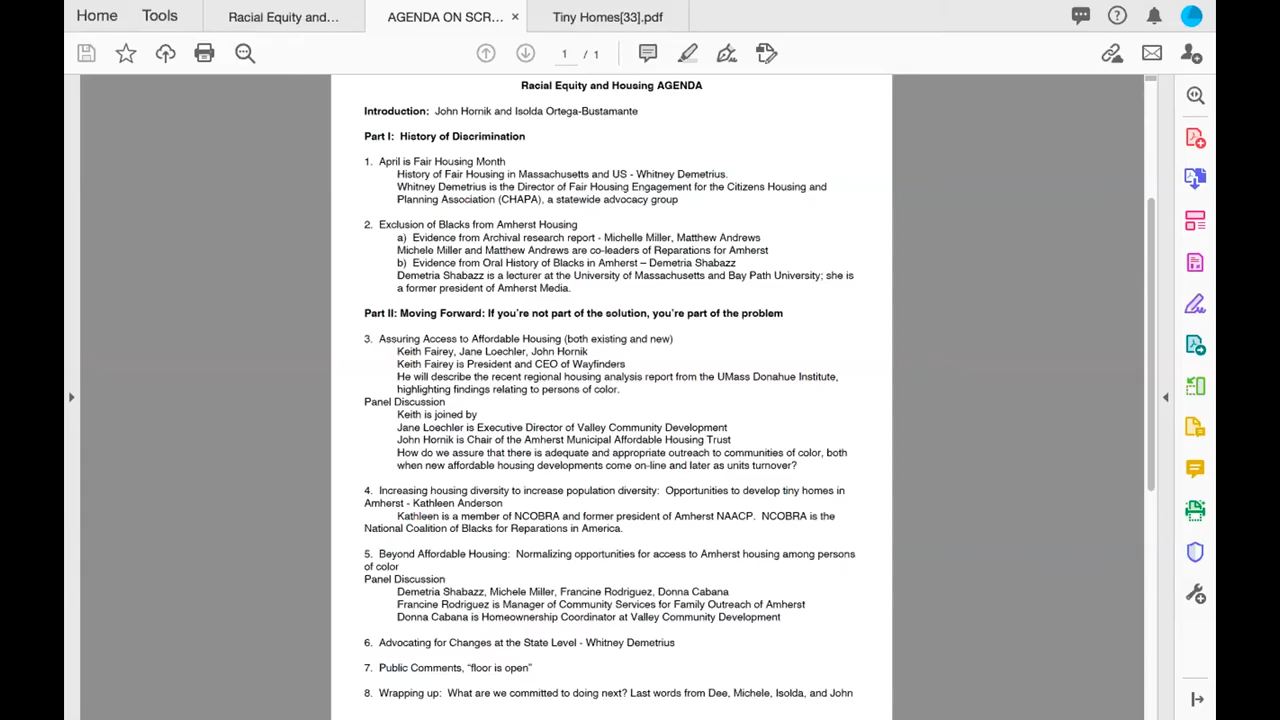 Home
Tools
Racial Equity and...
AGENDA ON SCR...
×
Tiny Homes[33].pdf
1 / 1
Racial Equity and Housing AGENDA
Introduction: John Hornik and Isolda Ortega-Bustamante
Part I: History of Discrimination
1. April is Fair Housing Month
History of Fair Housing in Massachusetts and US - Whitney Demetrius.
Whitney Demetrius is the Director of Fair Housing Engagement for the Citizens Housing and
Planning Association (CHAPA), a statewide advocacy group
2. Exclusion of Blacks from Amherst Housing
a) Evidence from Archival research report - Michelle Miller, Matthew Andrews
Michele Miller and Matthew Andrews are co-leaders of Reparations for Amherst
b) Evidence from Oral History of Blacks in Amherst – Demetria Shabazz
Demetria Shabazz is a lecturer at the University of Massachusetts and Bay Path University; she is
a former president of Amherst Media.
Part II: Moving Forward: If you're not part of the solution, you're part of the problem
3. Assuring Access to Affordable Housing (both existing and new)
Keith Fairey, Jane Loechler, John Hornik
Keith Fairey is President and CEO of Wayfinders
He will describe the recent regional housing analysis report from the UMass Donahue Institute,
highlighting findings relating to persons of color.
Panel Discussion
Keith is joined by
Jane Loechler is Executive Director of Valley Community Development
John Hornik is Chair of the Amherst Municipal Affordable Housing Trust
How do we assure that there is adequate and appropriate outreach to communities of color, both
when new affordable housing developments come on-line and later as units turnover?
4. Increasing housing diversity to increase population diversity: Opportunities to develop tiny homes in
Amherst - Kathleen Anderson
Kathleen is a member of NCOBRA and former president of Amherst NAACP. NCOBRA is the
National Coalition of Blacks for Reparations in America.
5. Beyond Affordable Housing: Normalizing opportunities for access to Amherst housing among persons
of color
Panel Discussion
Demetria Shabazz, Michele Miller, Francine Rodriguez, Donna Cabana
Francine Rodriguez is Manager of Community Services for Family Outreach of Amherst
Donna Cabana is Homeownership Coordinator at Valley Community Development
6. Advocating for Changes at the State Level - Whitney Demetrius
7. Public Comments, “floor is open”
8. Wrapping up: What are we committed to doing next? Last words from Dee, Michele, Isolda, and John